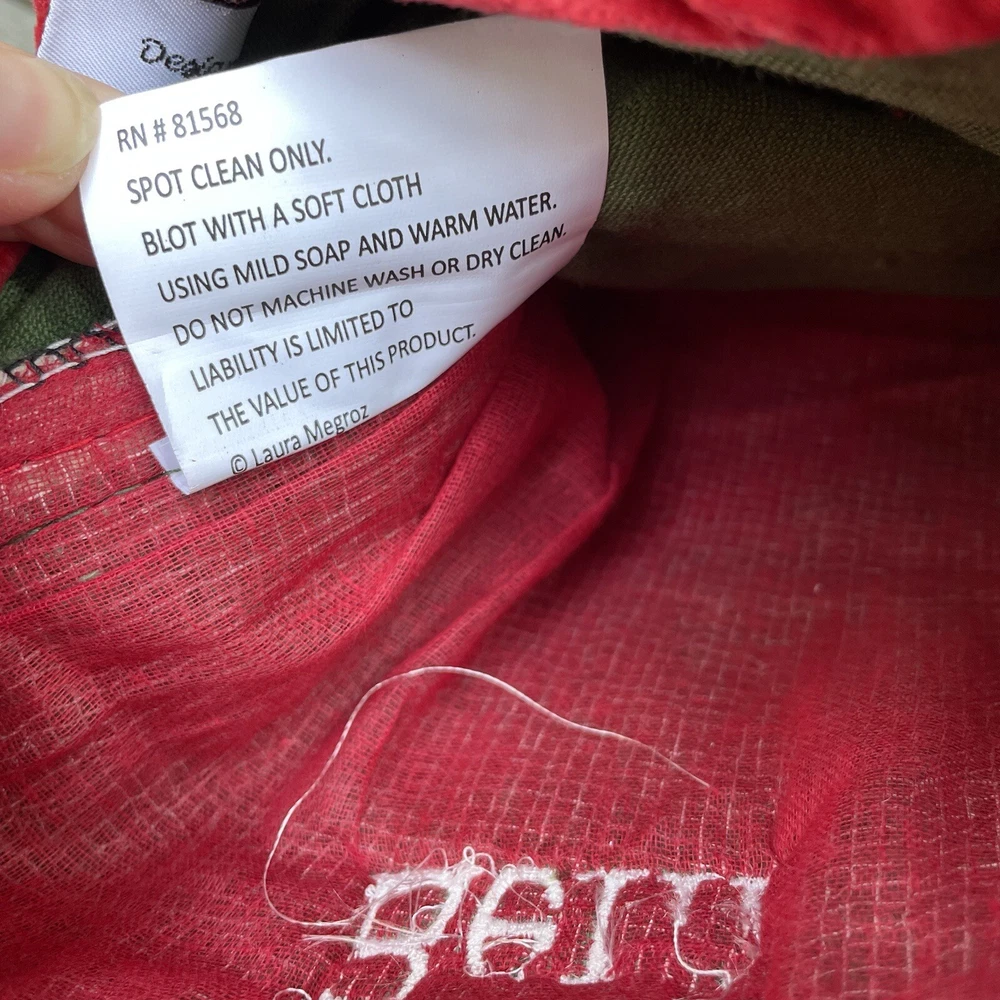 RN # 81568
SPOT CLEAN ONLY.
BLOT WITH A SOFT CLOTH
USING MILD SOAP AND WARM WATER.
DO NOT MACHINE WASH OR DRY CLEAN.
LIABILITY IS LIMITED TO
THE VALUE OF THIS PRODUCT.
© Laura Megroz